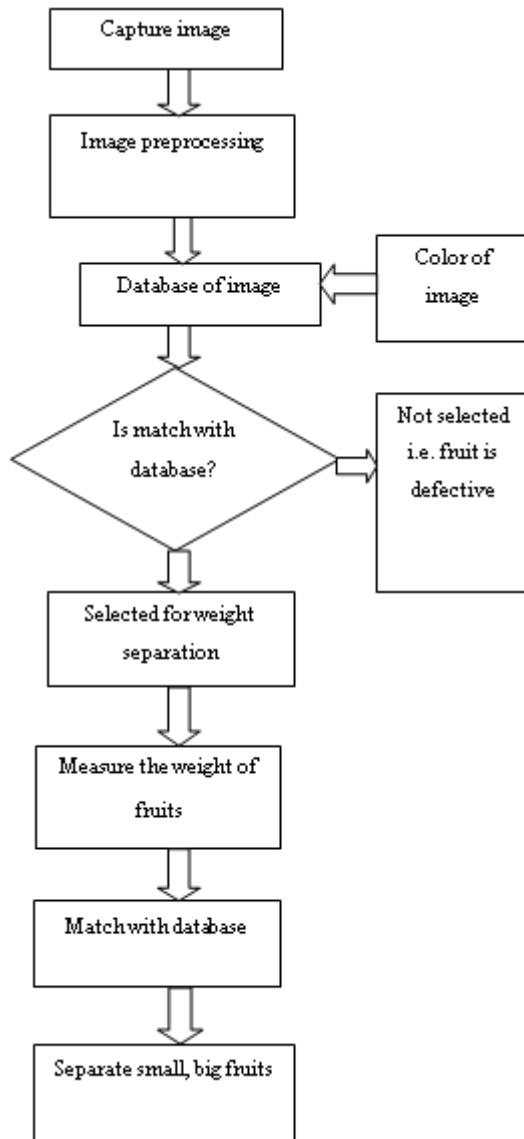 Capture image
Image preprocessing
Database of image
Color of
image
Is match with
database?
Not selected
i.e. fruit is
defective
Selected for weight
separation
Measure the weight of
fruits
Match with database
Separate small, big fruits